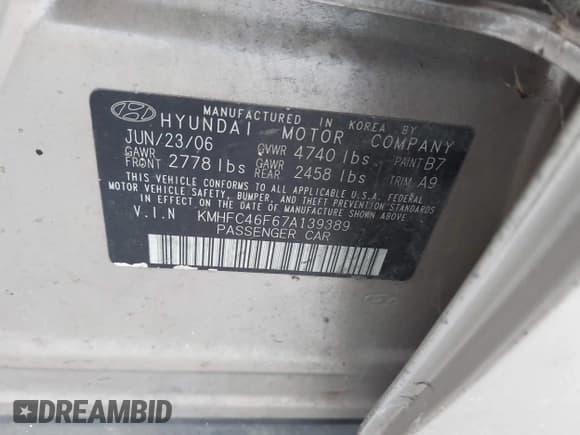 MANUFACTURED IN KOREA BY
HYUNDAI MOTOR COMPANY
JUN/23/06 GVWR 4740 lbs PAINT B7
GAWR FRONT 2778 lbs GAWR REAR 2458 lbs TRIM A9
THIS VEHICLE CONFORMS TO ALL APPLICABLE U.S.A. FEDERAL
MOTOR VEHICLE SAFETY, BUMPER, AND THEFT PREVENTION STANDARDS
IN EFFECT ON THE DATE OF MANUFACTURE SHOWN ABOVE.
V.I.N KMHFC46F67A139389
PASSENGER CAR
DREAMBID